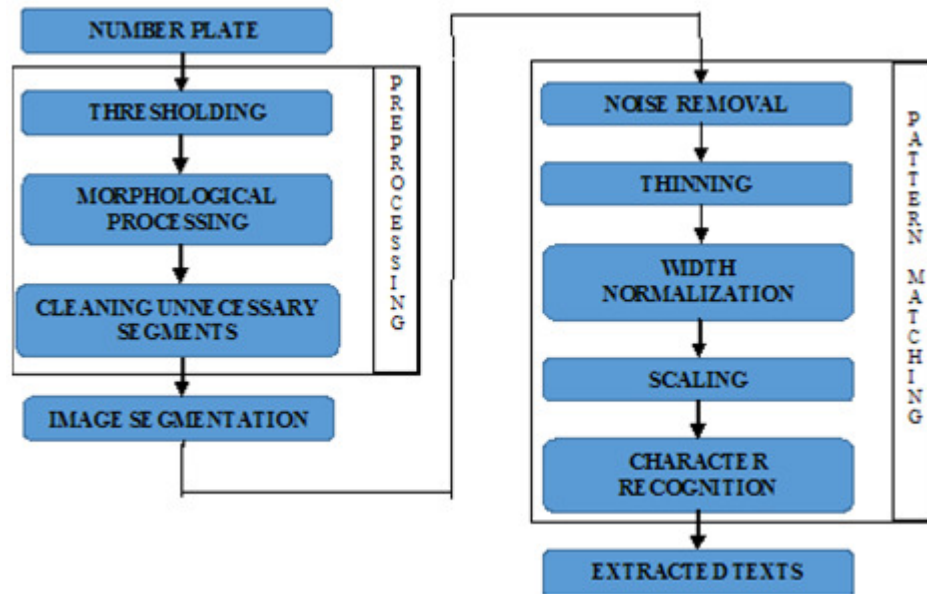 NUMBER PLATE
THRESHOLDING
MORPHOLOGICAL
PROCESSING
CLEANING UNNECESSARY
SEGMENTS
PREPROCESSING
IMAGE SEGMENTATION
NOISE REMOVAL
THINNING
WIDTH
NORMALIZATION
SCALING
CHARACTER
RECOGNITION
PATTERN MATCHING
EXTRACTED TEXTS